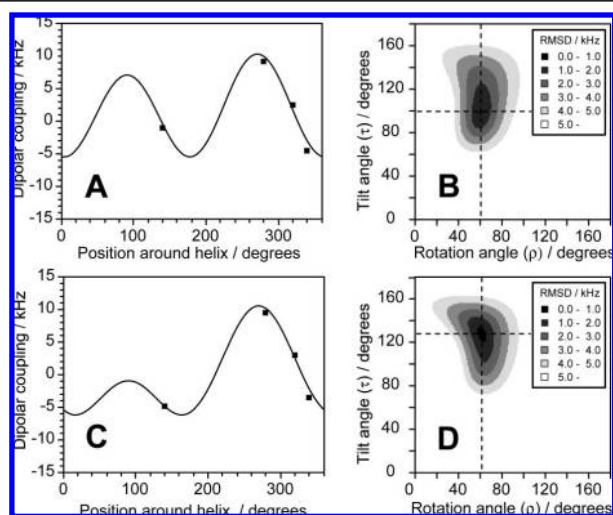 Dipolar coupling / kHz
15
10
5
0
-5
-10
-15
A
0 100 200 300
Position around helix / degrees
Tilt angle (τ) / degrees
160
120
80
40
0
RMSD / kHz
0.0 - 1.0
1.0 - 2.0
2.0 - 3.0
3.0 - 4.0
4.0 - 5.0
5.0 -
B
0 40 80 120 180
Rotation angle (ρ) / degrees
Dipolar coupling / kHz
15
10
5
0
-5
-10
-15
C
0 100 200 300
Position around helix / degrees
Tilt angle (τ) / degrees
160
120
80
40
0
RMSD / kHz
0.0 - 1.0
1.0 - 2.0
2.0 - 3.0
3.0 - 4.0
4.0 - 5.0
5.0 -
D
0 40 80 120 180
Rotation angle (ρ) / degrees